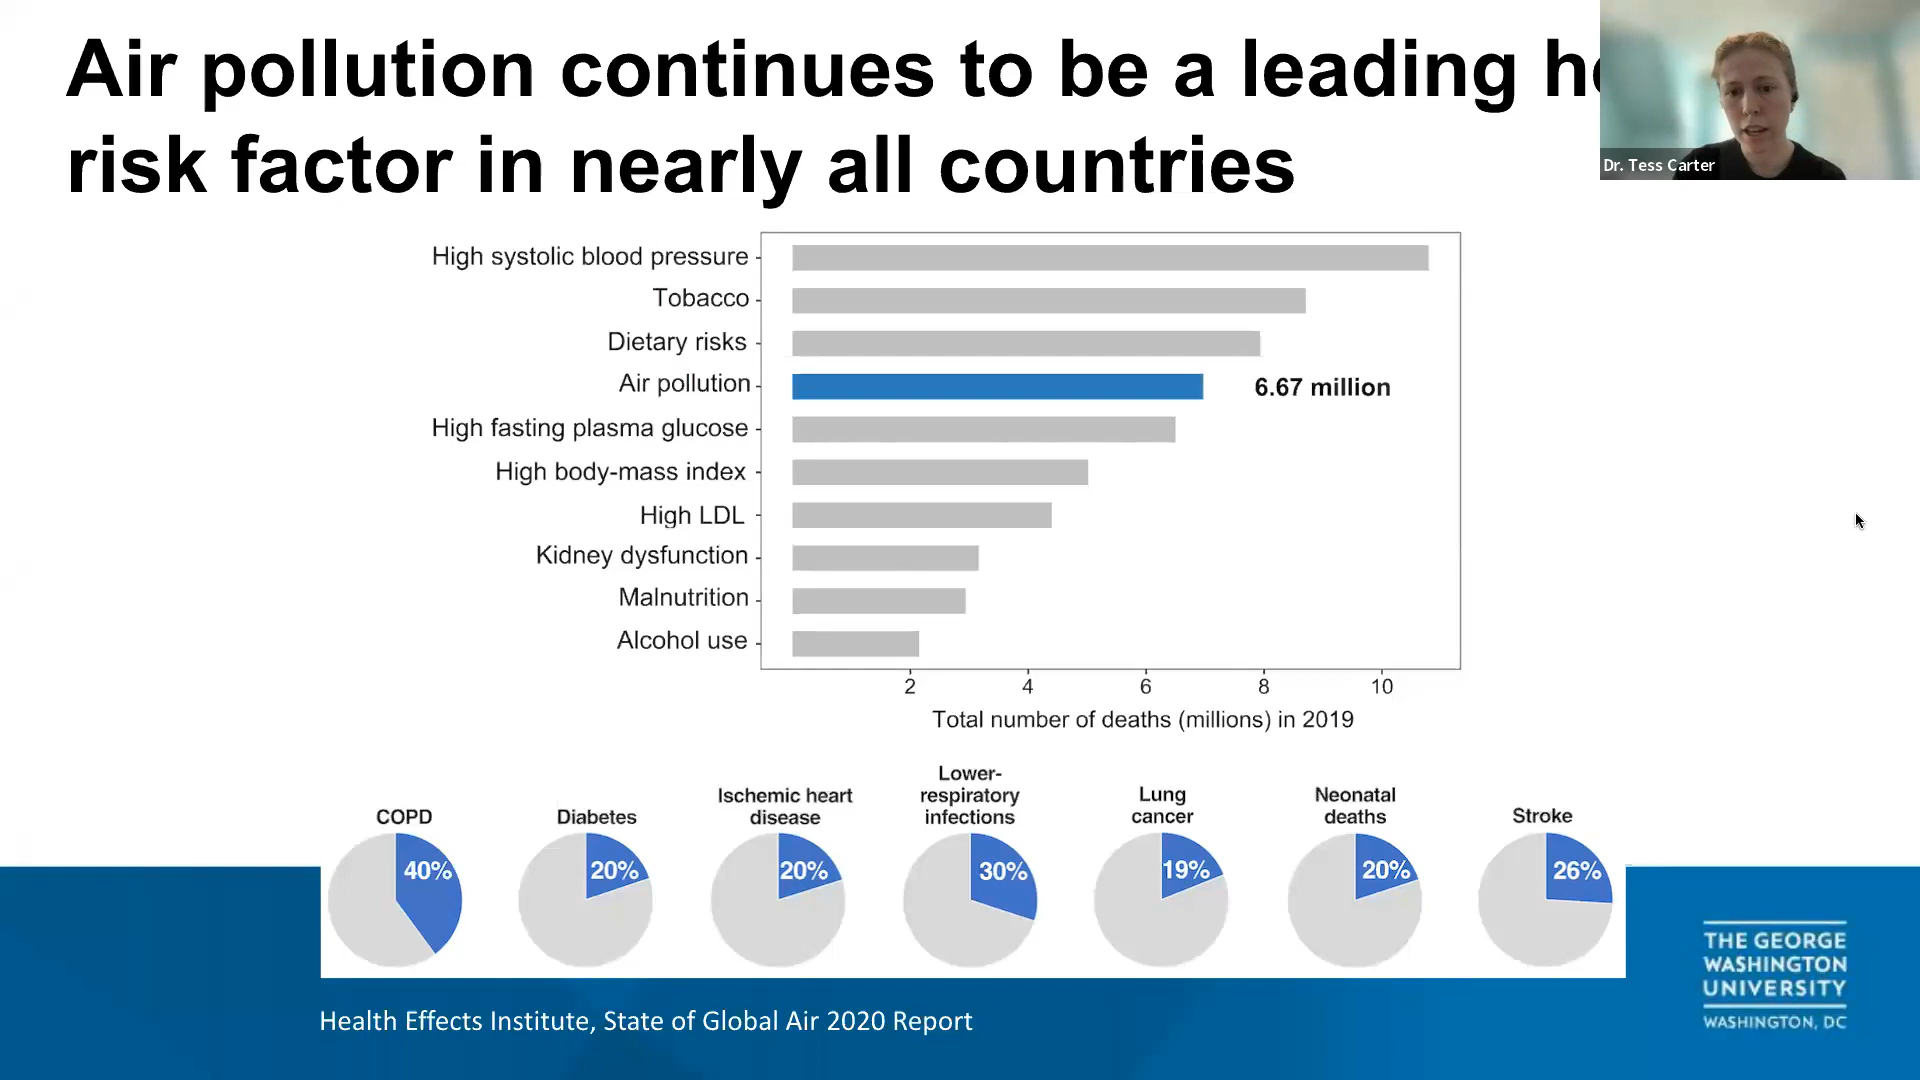 Air pollution continues to be a leading
risk factor in nearly all countries
Dr. Tess Carter
High systolic blood pressure
Tobacco
Dietary risks
Air pollution
6.67 million
High fasting plasma glucose
High body-mass index
High LDL
Kidney dysfunction
Malnutrition
Alcohol use
2 4 6 8 10
Total number of deaths (millions) in 2019
COPD
40%
Diabetes
20%
Ischemic heart
disease
20%
Lower-
respiratory
infections
30%
Lung
cancer
19%
Neonatal
deaths
20%
Stroke
26%
Health Effects Institute, State of Global Air 2020 Report
THE GEORGE
WASHINGTON
UNIVERSITY
WASHINGTON, DC